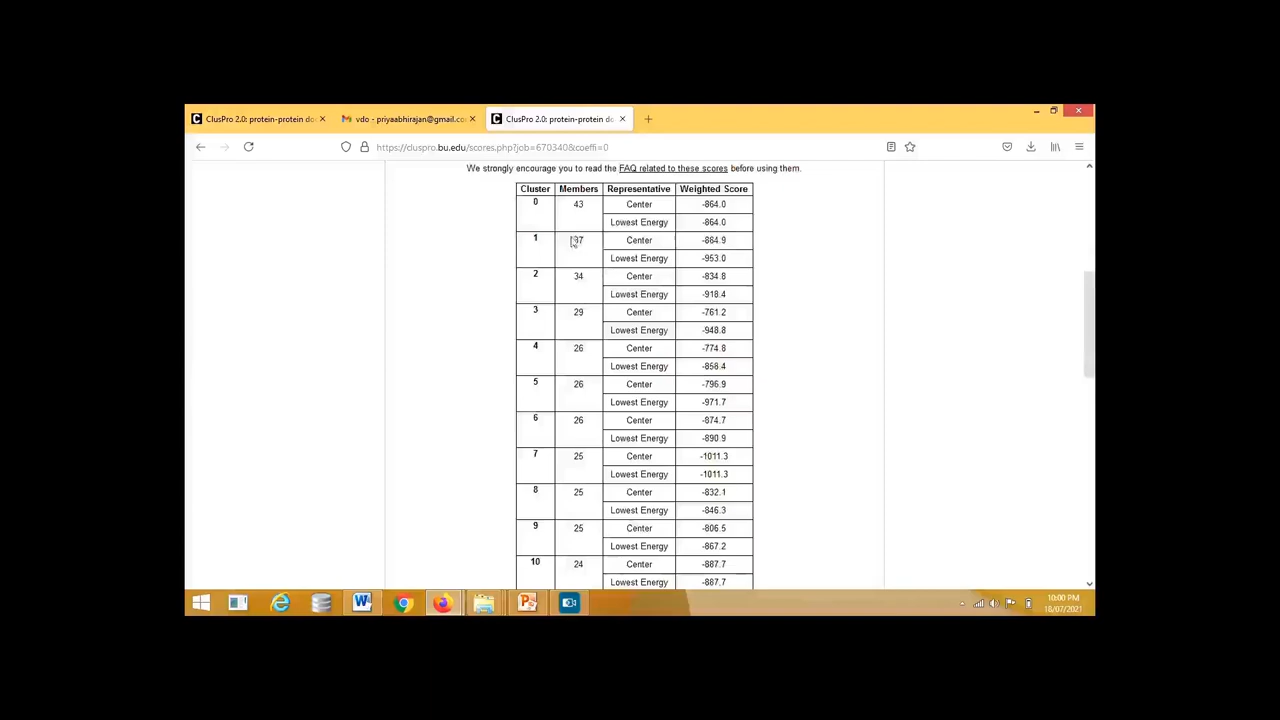 ClusPro 2.0: protein-protein do
vdo - priyaabhirajan@gmail.co
ClusPro 2.0: protein-protein do
https://cluspro.bu.edu/scores.php?job=670340&coeffi=0
We strongly encourage you to read the FAQ related to these scores before using them.
Cluster Members Representative Weighted Score
0 43 Center -864.0
Lowest Energy -864.0
1 37 Center -864.9
Lowest Energy -953.0
2 34 Center -834.8
Lowest Energy -918.4
3 29 Center -761.2
Lowest Energy -948.8
4 26 Center -774.8
Lowest Energy -858.4
5 26 Center -796.9
Lowest Energy -971.7
6 26 Center -874.7
Lowest Energy -890.9
7 25 Center -1011.3
Lowest Energy -1011.3
8 25 Center -832.1
Lowest Energy -846.3
9 25 Center -806.5
Lowest Energy -867.2
10 24 Center -887.7
Lowest Energy -887.7
10:00 PM
18/07/2021